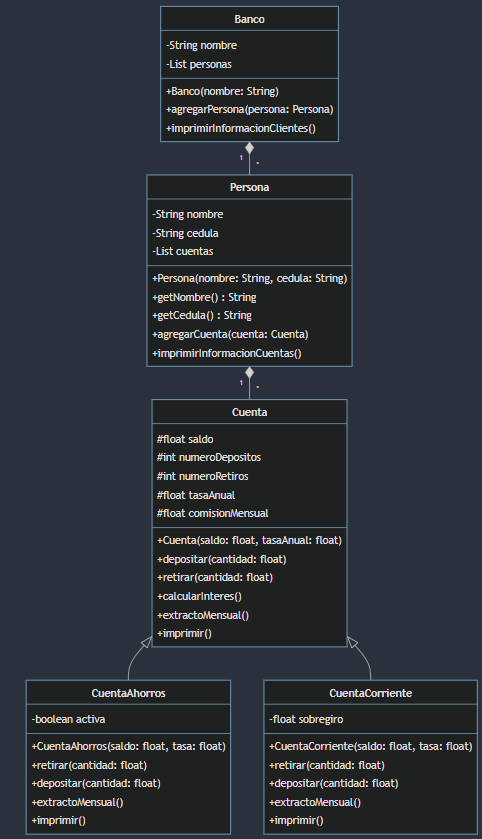 Banco
-String nombre
-List personas
+Banco(nombre: String)
+agregarPersona(persona: Persona)
+imprimirInformacionClientes()
1
*
Persona
-String nombre
-String cedula
-List cuentas
+Persona(nombre: String, cedula: String)
+getNombre() : String
+getCedula() : String
+agregarCuenta(cuenta: Cuenta)
+imprimirInformacionCuentas()
1
*
Cuenta
#float saldo
#int numeroDepositos
#int numeroRetiros
#float tasaAnual
#float comisionMensual
+Cuenta(saldo: float, tasaAnual: float)
+depositar(cantidad: float)
+retirar(cantidad: float)
+calcularInteres()
+extractoMensual()
+imprimir()
CuentaAhorros
-boolean activa
+CuentaAhorros(saldo: float, tasa: float)
+retirar(cantidad: float)
+depositar(cantidad: float)
+extractoMensual()
+imprimir()
CuentaCorriente
-float sobregiro
+CuentaCorriente(saldo: float, tasa: float)
+retirar(cantidad: float)
+depositar(cantidad: float)
+extractoMensual()
+imprimir()